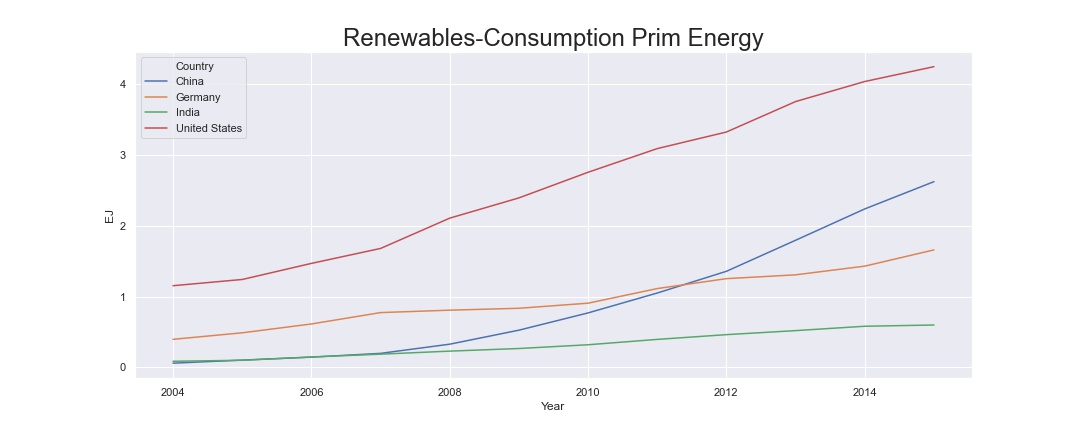 Renewables-Consumption Prim Energy
Country
China
Germany
India
United States
EJ
4
3
2
1
0
2004 2006 2008 2010 2012 2014
Year